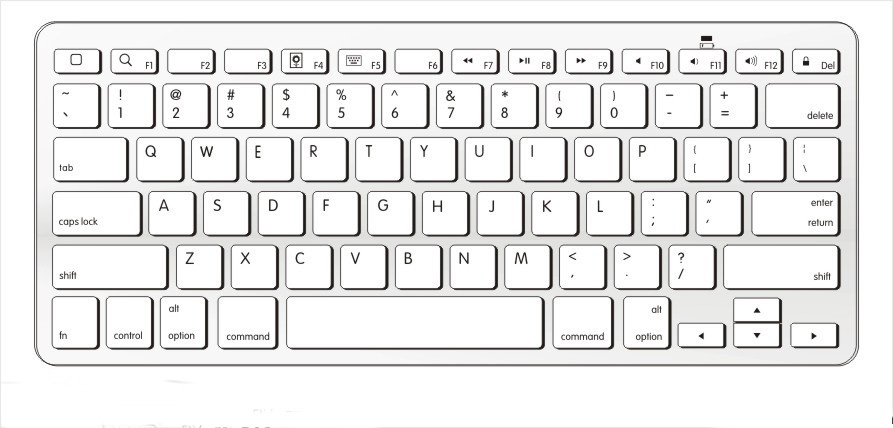 F1 F2 F3 F4 F5 F6 F7 F8 F9 F10 F11 F12 Del
~ ! @ # $ % ^ & * ( ) – +
` 1 2 3 4 5 6 7 8 9 0 - = delete
Q W E R T Y U I O P { } ¦
tab [ ] \
A S D F G H J K L : " enter
caps lock ; ' return
Z X C V B N M < > ?
shift , . / shift
alt alt
fn control option command command option